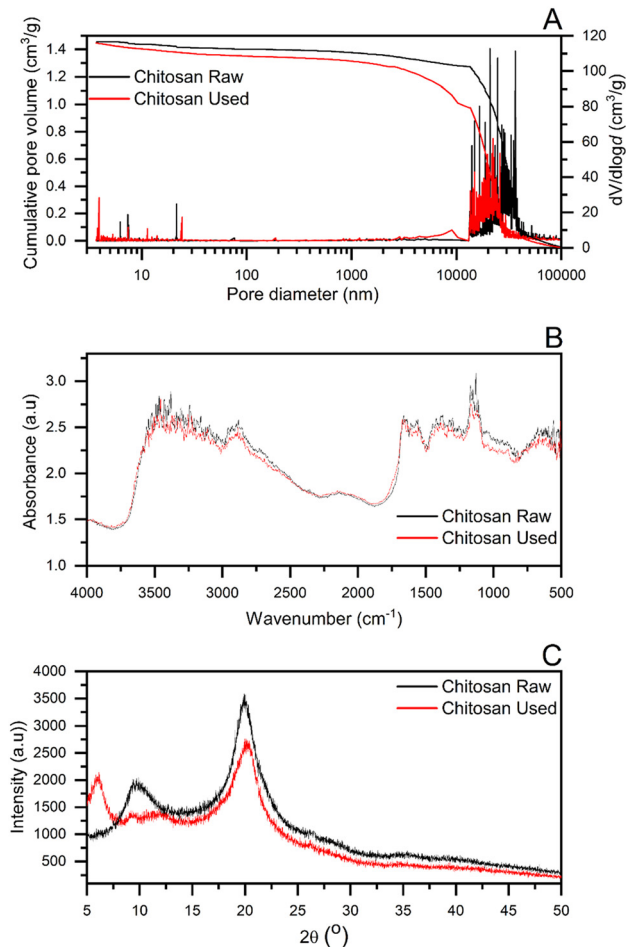 A
Cumulative pore volume (cm³/g)
1.4
1.2
1.0
0.8
0.6
0.4
0.2
0.0
Chitosan Raw
Chitosan Used
120
100
80
60
40
20
0
dV/dlogd (cm³/g)
10 100 1000 10000 100000
Pore diameter (nm)
B
Absorbance (a.u)
3.0
2.5
2.0
1.5
1.0
Chitosan Raw
Chitosan Used
4000 3500 3000 2500 2000 1500 1000 500
Wavenumber (cm⁻¹)
C
Intensity (a.u))
4000
3500
3000
2500
2000
1500
1000
500
Chitosan Raw
Chitosan Used
5 10 15 20 25 30 35 40 45 50
2θ (º)